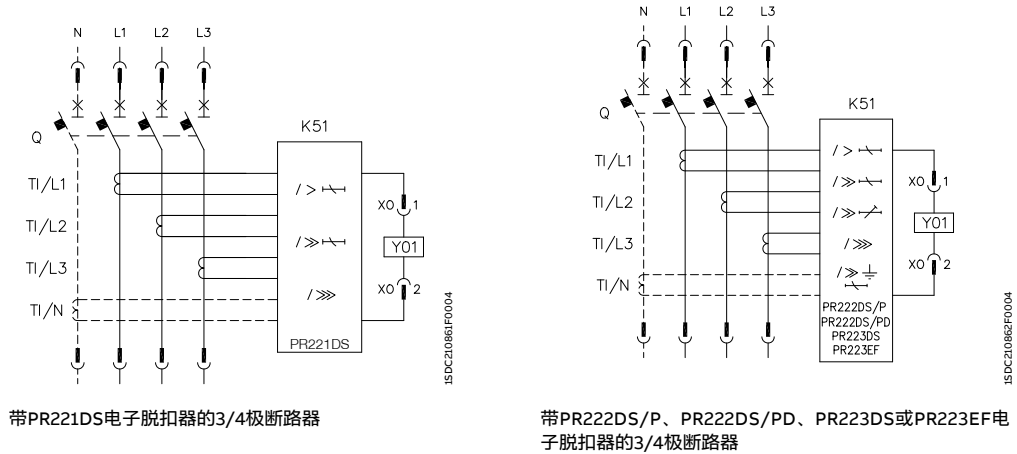 N L1 L2 L3
Q
K51
TI/L1
TI/L2
TI/L3
TI/N
/ >
/ ≫
/ ⋙
PR221DS
X0 1
Y01
X0 2
1SDC210861F0004
带PR221DS电子脱扣器的3/4极断路器
N L1 L2 L3
Q
K51
TI/L1
TI/L2
TI/L3
TI/N
/ >
/ ≫
/ ≫
/ ⋙
/ ≫
PR222DS/P
PR222DS/PD
PR223DS
PR223EF
X0 1
Y01
X0 2
1SDC210862F0004
带PR222DS/P、PR222DS/PD、PR223DS或PR223EF电
子脱扣器的3/4极断路器